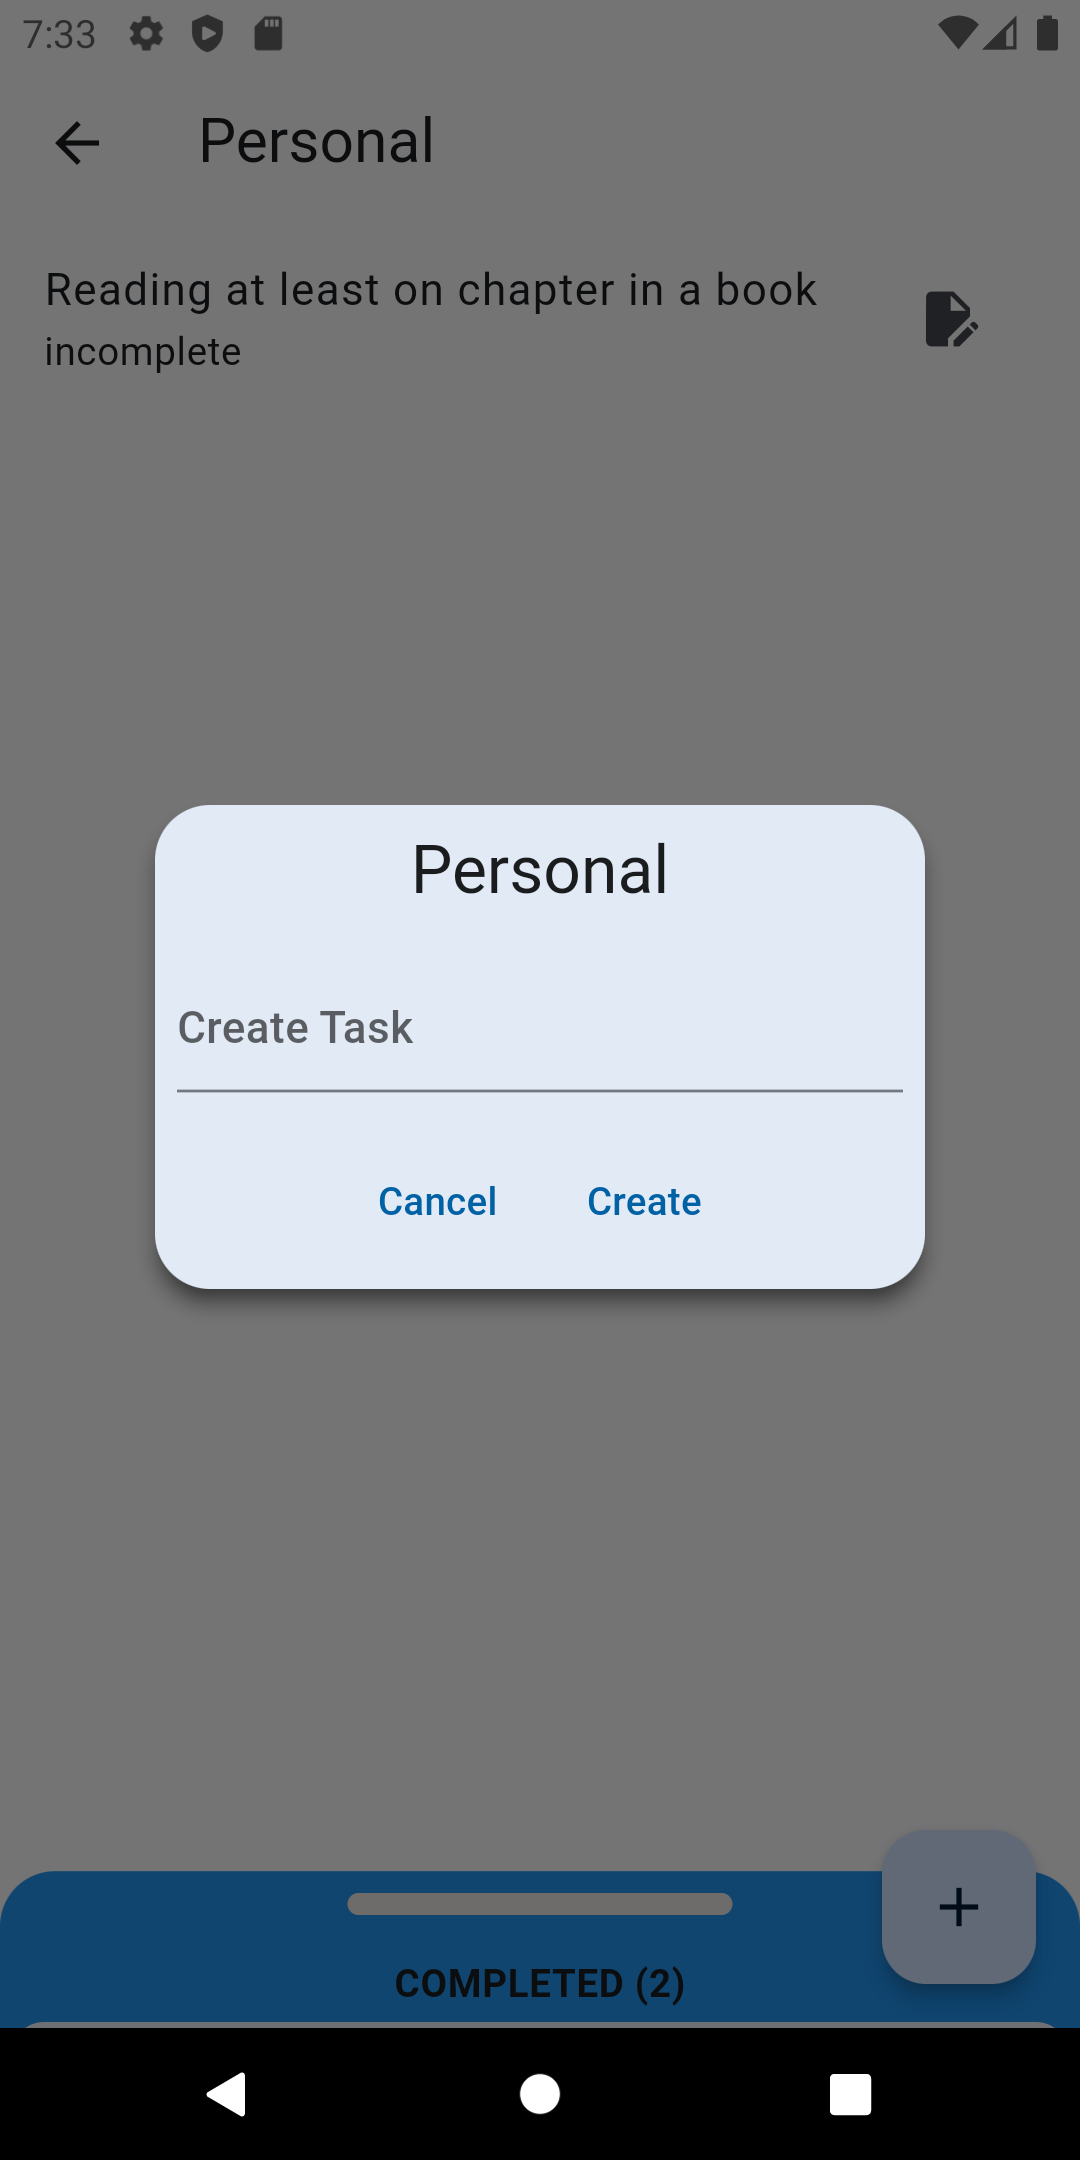 7:33
Personal
Reading at least on chapter in a book
incomplete
Personal
Create Task
Cancel Create
COMPLETED (2)